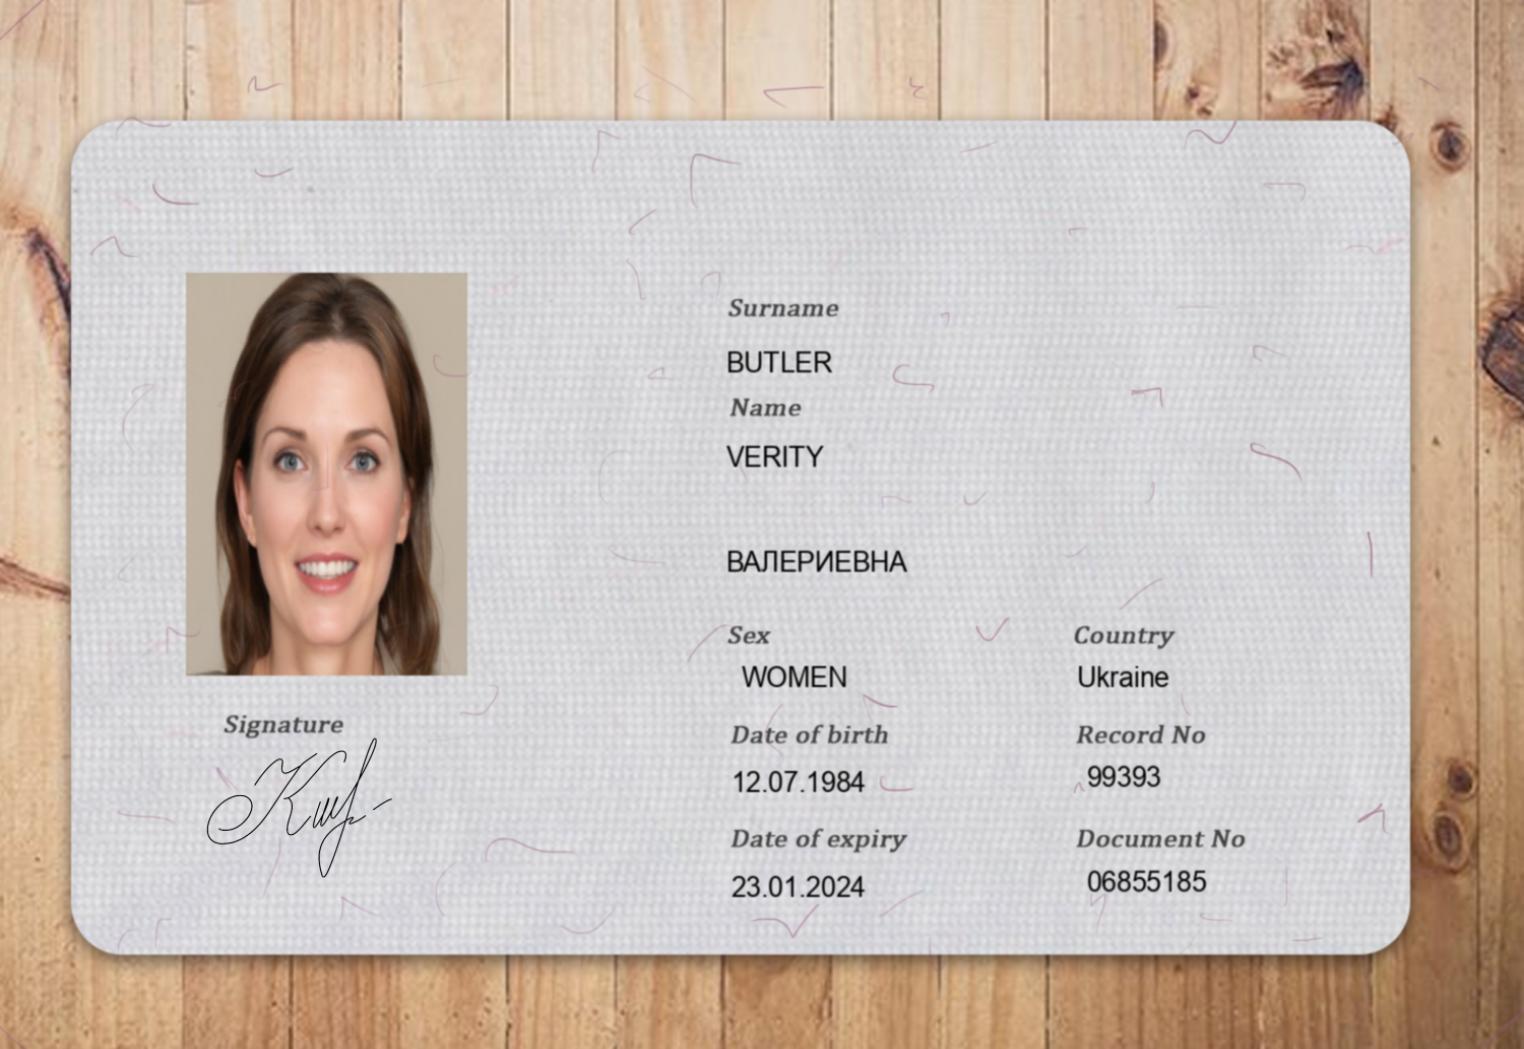 Surname
BUTLER
Name
VERITY
ВАЛЕРИЕВНА
Sex
Country
WOMEN
Ukraine
Signature
Date of birth
Record No
12.07.1984
99393
Date of expiry
Document No
23.01.2024
06855185